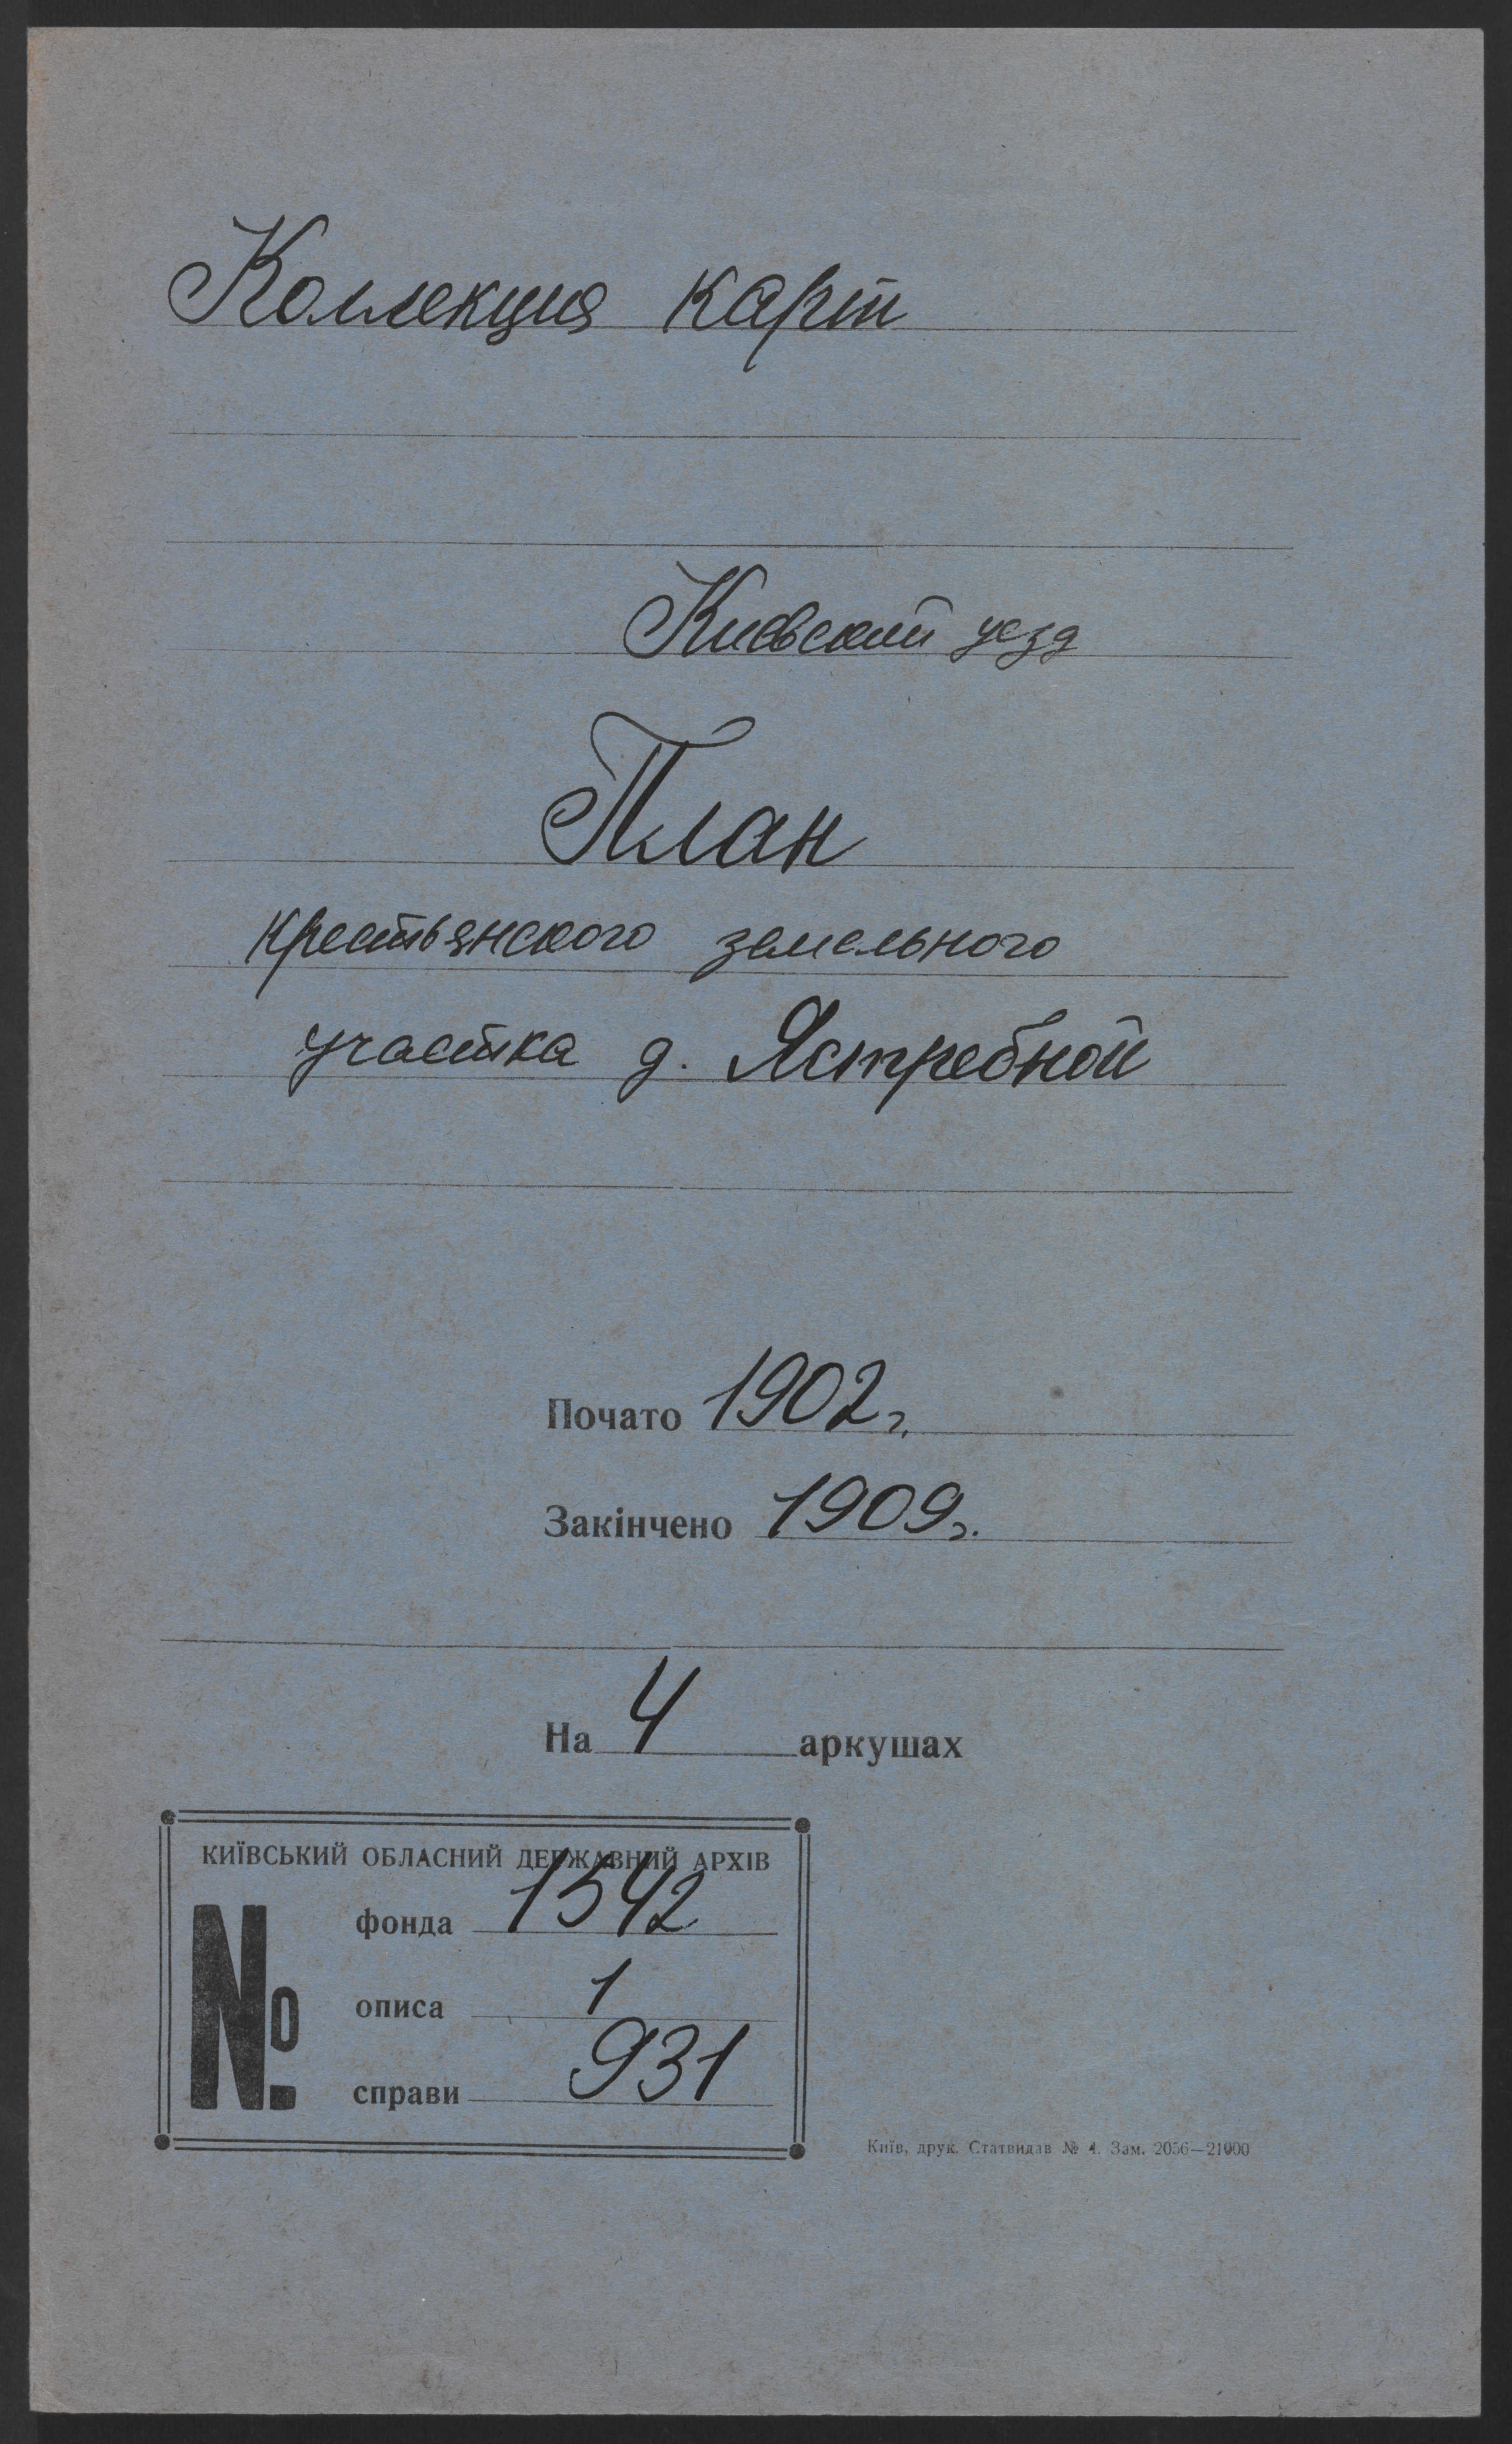 Коллекция карт
Киевский уезд
План
крестьянского земельного
участка д. Ястребной
Почато 1902 г.
Закінчено 1909 г.
На 4 аркушах
КИЇВСЬКИЙ ОБЛАСНИЙ ДЕРЖАВНИЙ АРХІВ
№
фонда 1542
описа 1
справи 931
Київ, друк. Статвидав № 4. Зам. 2056—21000